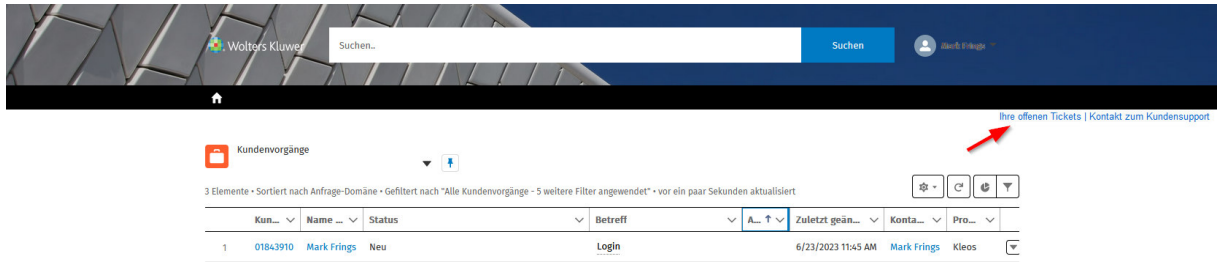 Wolters Kluwer
Suchen..
Suchen
Mark Frings
Ihre offenen Tickets | Kontakt zum Kundensupport
Kundenvorgänge
3 Elemente • Sortiert nach Anfrage-Domäne • Gefiltert nach "Alle Kundenvorgänge - 5 weitere Filter angewendet" • vor ein paar Sekunden aktualisiert
Kun... Name ... Status Betreff A... ↑ Zuletzt geän... Konta... Pro...
1 01843910 Mark Frings Neu Login 6/23/2023 11:45 AM Mark Frings Kleos